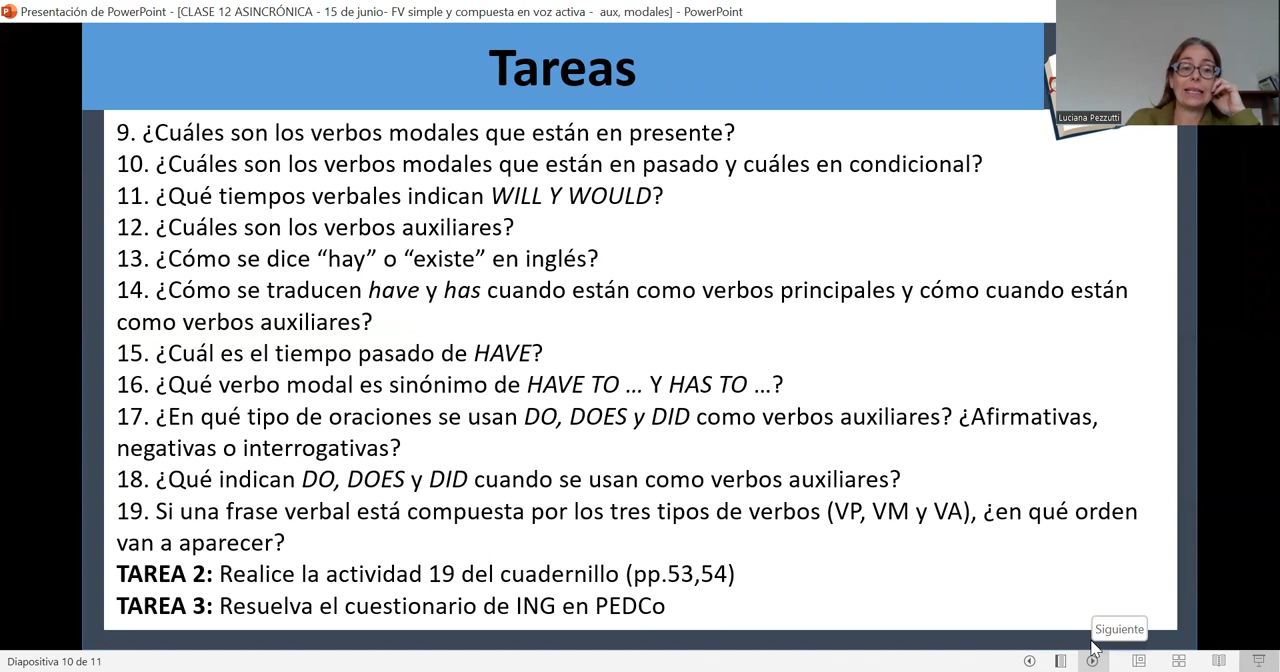 Presentación de PowerPoint - [CLASE 12 ASINCRÓNICA - 15 de junio- FV simple y compuesta en voz activa - aux, modales] - PowerPoint
Tareas
Luciana Pezzutti
9. ¿Cuáles son los verbos modales que están en presente?
10. ¿Cuáles son los verbos modales que están en pasado y cuáles en condicional?
11. ¿Qué tiempos verbales indican WILL Y WOULD?
12. ¿Cuáles son los verbos auxiliares?
13. ¿Cómo se dice “hay” o “existe” en inglés?
14. ¿Cómo se traducen have y has cuando están como verbos principales y cómo cuando están
como verbos auxiliares?
15. ¿Cuál es el tiempo pasado de HAVE?
16. ¿Qué verbo modal es sinónimo de HAVE TO … Y HAS TO …?
17. ¿En qué tipo de oraciones se usan DO, DOES y DID como verbos auxiliares? ¿Afirmativas,
negativas o interrogativas?
18. ¿Qué indican DO, DOES y DID cuando se usan como verbos auxiliares?
19. Si una frase verbal está compuesta por los tres tipos de verbos (VP, VM y VA), ¿en qué orden
van a aparecer?
TAREA 2: Realice la actividad 19 del cuadernillo (pp.53,54)
TAREA 3: Resuelva el cuestionario de ING en PEDCo
Siguiente
Diapositiva 10 de 11